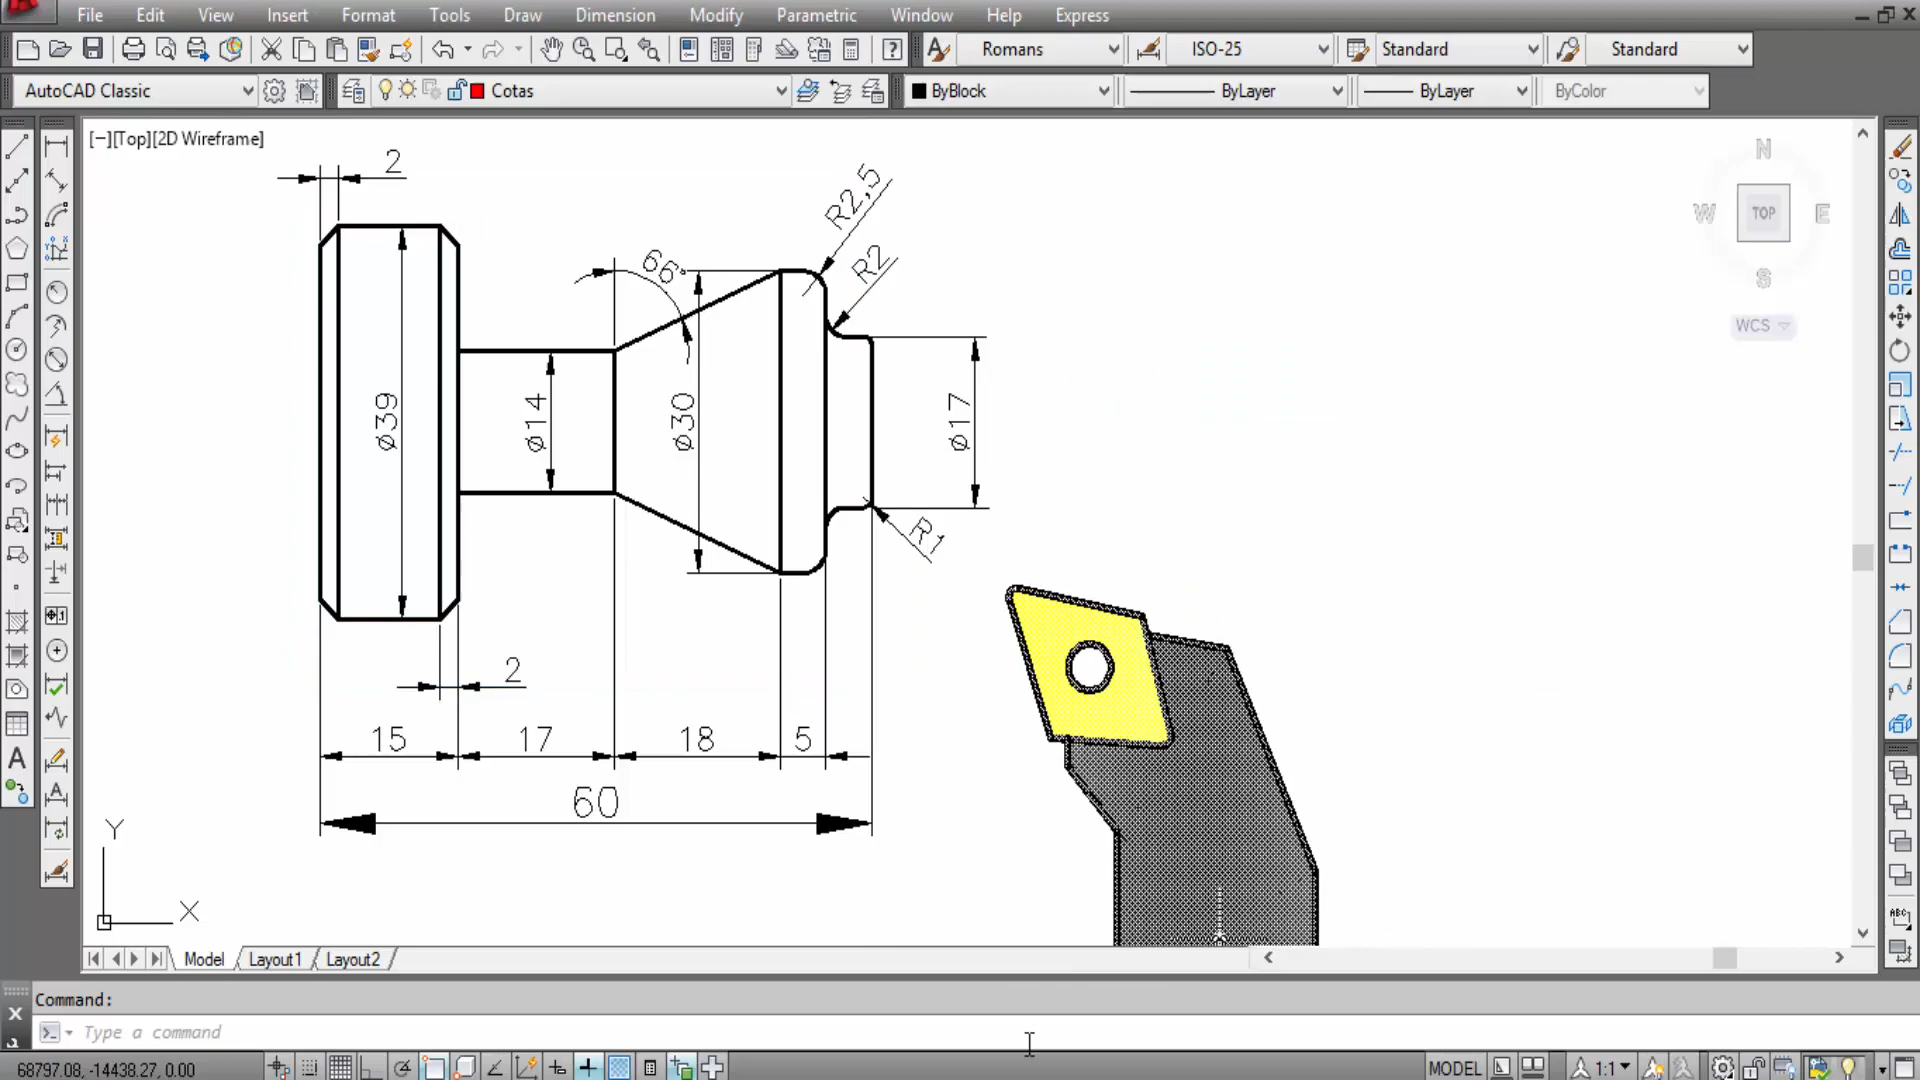 File Edit View Insert Format Tools Draw Dimension Modify Parametric Window Help Express
Romans ISO-25 Standard Standard
AutoCAD Classic Cotas ByBlock ByLayer ByLayer ByColor
[−][Top][2D Wireframe]
N
W TOP E
S
WCS
2
R2,5
R2
66°
ø39
ø14
ø30
ø17
R1
2
15 17 18 5
60
Y
X
A
A
1
ABC
Model Layout1 Layout2
Command:
Type a command
68797.08, -14438.27, 0.00 MODEL 1:1